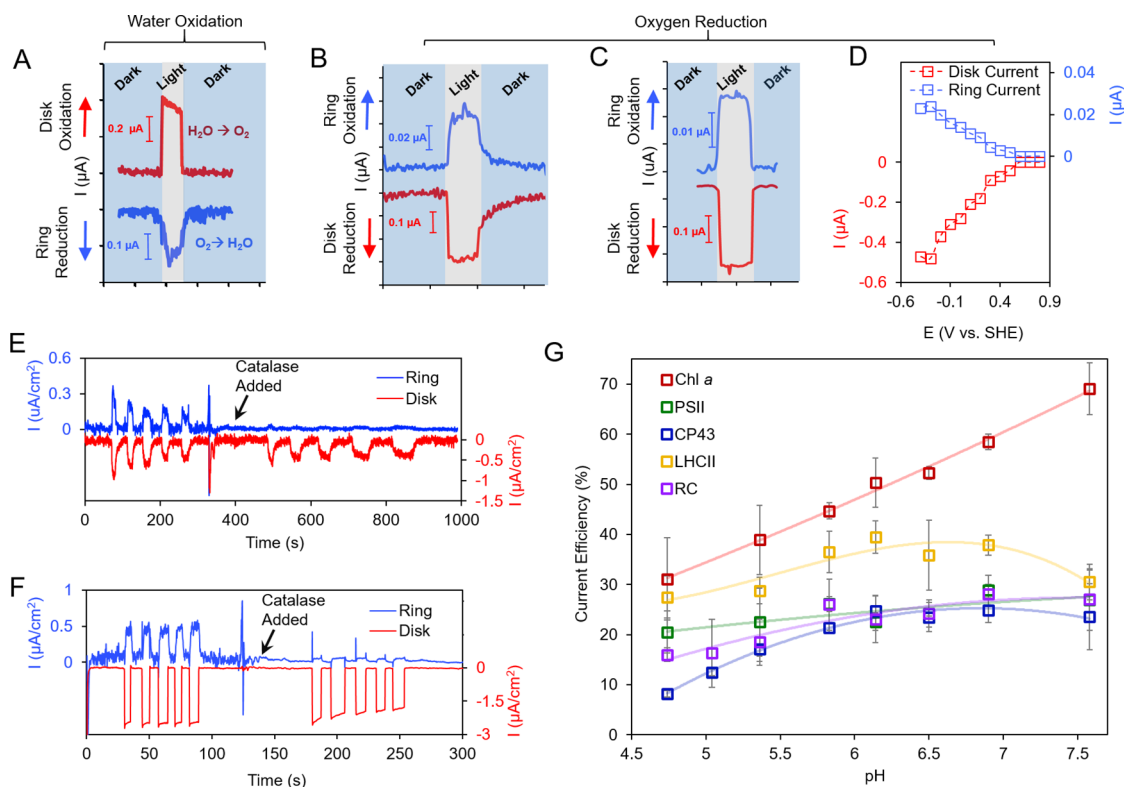 Water Oxidation
Oxygen Reduction
A
Dark
Light
Dark
Disk
Oxidation
I (µA)
Ring
Reduction
0.2 µA
H₂O → O₂
0.1 µA
O₂→ H₂O
B
Dark
Light
Dark
Ring
Oxidation
I (µA)
Disk
Reduction
0.02 µA
0.1 µA
C
Dark
Light
Dark
Ring
Oxidation
I (µA)
Disk
Reduction
0.01 µA
0.1 µA
D
Disk Current
Ring Current
0.04
0.02
0
I (µA)
0
-0.2
-0.4
-0.6
I (µA)
-0.6
-0.1
0.4
0.9
E (V vs. SHE)
E
0.6
0.3
0
I (uA/cm²)
Catalase
Added
Ring
Disk
0
-0.5
-1
-1.5
I (µA/cm²)
0
200
400
600
800
1000
Time (s)
F
1
0.5
0
I (µA/cm²)
Catalase
Added
Ring
Disk
0
-1.5
-3
I (µA/cm²)
0
50
100
150
200
250
300
Time (s)
G
Chl a
PSII
CP43
LHCII
RC
Current Efficiency (%)
70
60
50
40
30
20
10
0
4.5
5
5.5
6
6.5
7
7.5
pH